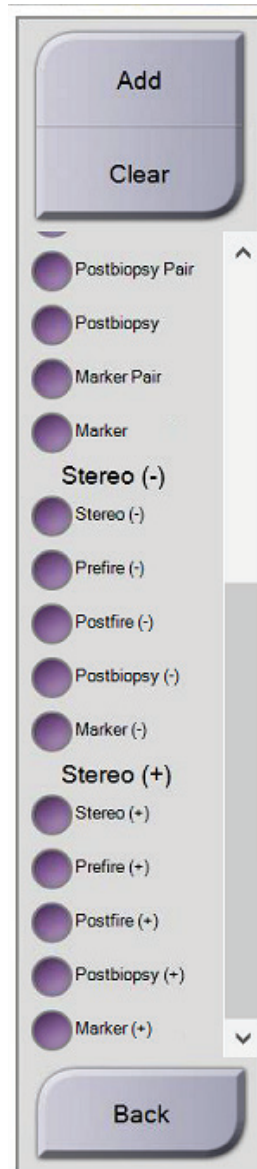 Add
Clear
Postbiopsy Pair
Postbiopsy
Marker Pair
Marker
Stereo (-)
Stereo (-)
Prefire (-)
Postfire (-)
Postbiopsy (-)
Marker (-)
Stereo (+)
Stereo (+)
Prefire (+)
Postfire (+)
Postbiopsy (+)
Marker (+)
Back